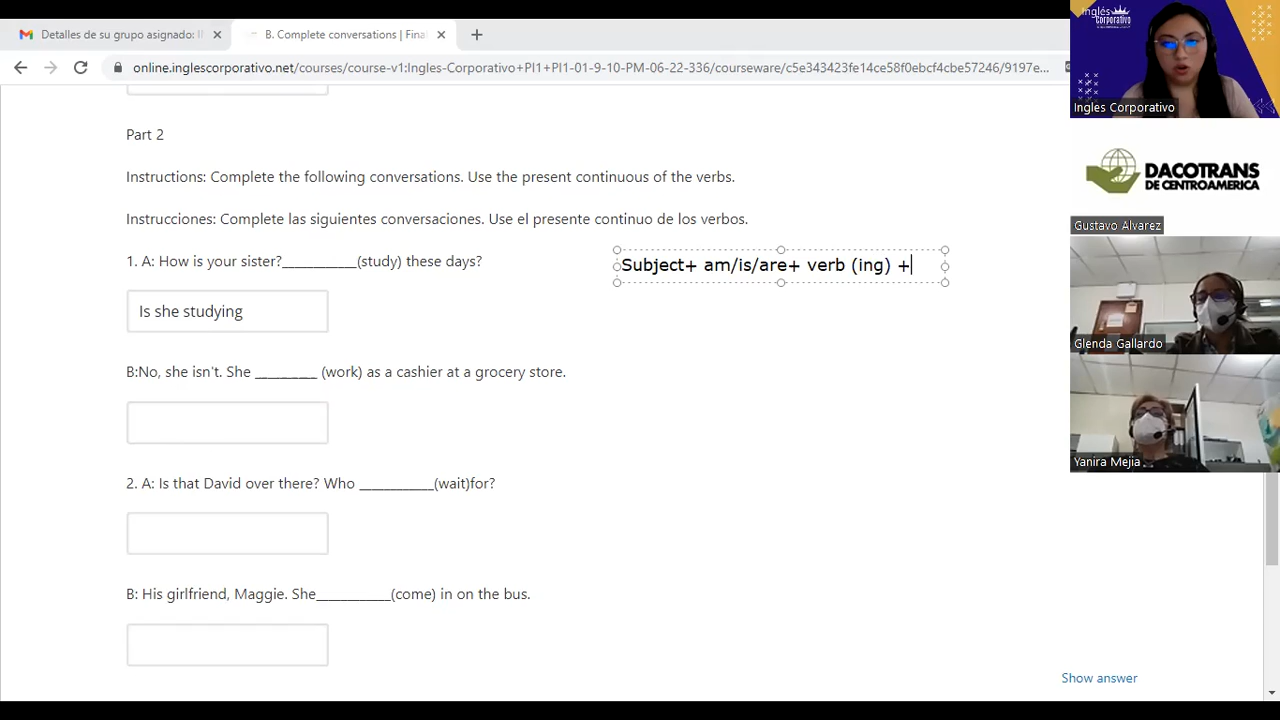 Detalles de su grupo asignado: I
B. Complete conversations | Fina
online.inglescorporativo.net/courses/course-v1:Ingles-Corporativo+PI1+PI1-01-9-10-PM-06-22-336/courseware/c5e343423fe14ce58f0ebcf4cbe57246/9197e...
Part 2
Instructions: Complete the following conversations. Use the present continuous of the verbs.
Instrucciones: Complete las siguientes conversaciones. Use el presente continuo de los verbos.
1. A: How is your sister?____________(study) these days?
Subject+ am/is/are+ verb (ing) +
Is she studying
B:No, she isn't. She __________ (work) as a cashier at a grocery store.
2. A: Is that David over there? Who ____________(wait)for?
B: His girlfriend, Maggie. She____________(come) in on the bus.
Show answer
Inglés
Corporativo
Ingles Corporativo
DACOTRANS
DE CENTROAMERICA
Gustavo Alvarez
Glenda Gallardo
Yanira Mejia